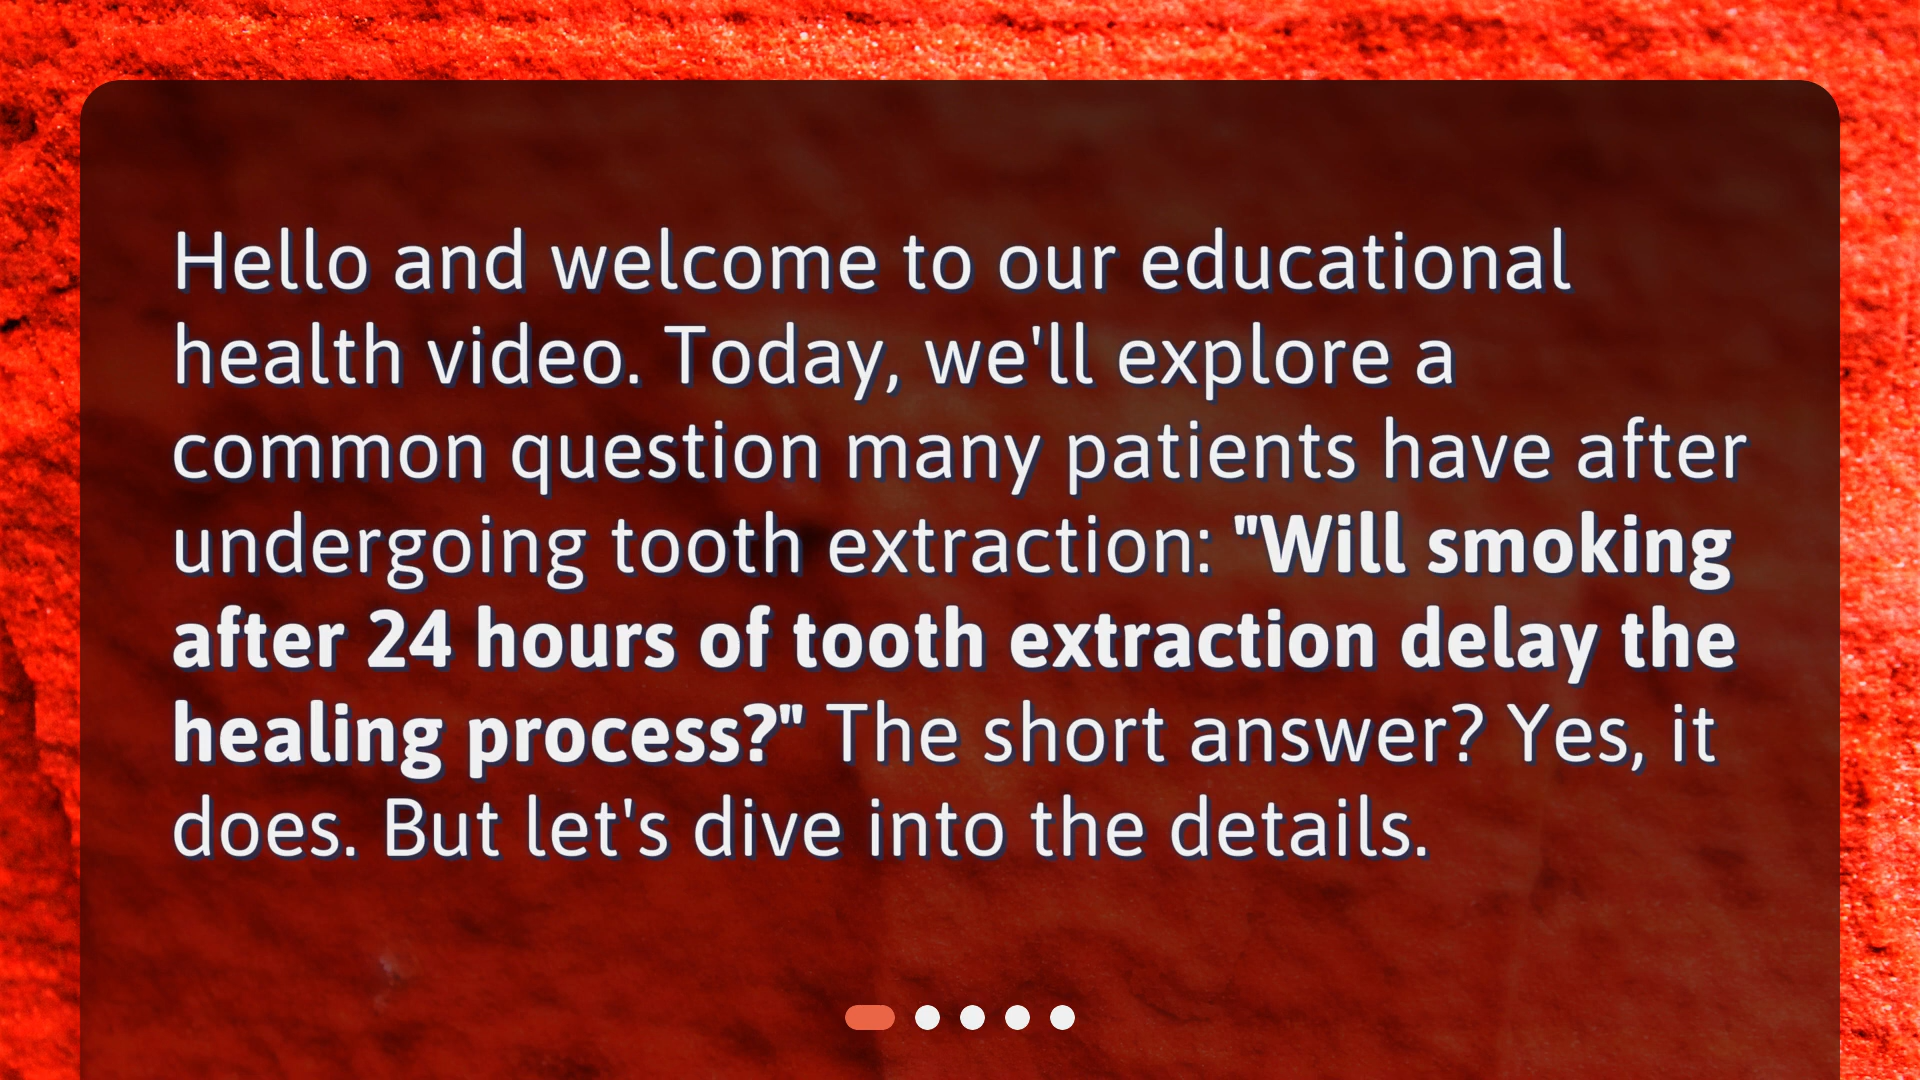 Hello and welcome to our educational
health video. Today, we'll explore a
common question many patients have after
undergoing tooth extraction: "Will smoking
after 24 hours of tooth extraction delay the
healing process?" The short answer? Yes, it
does. But let's dive into the details.